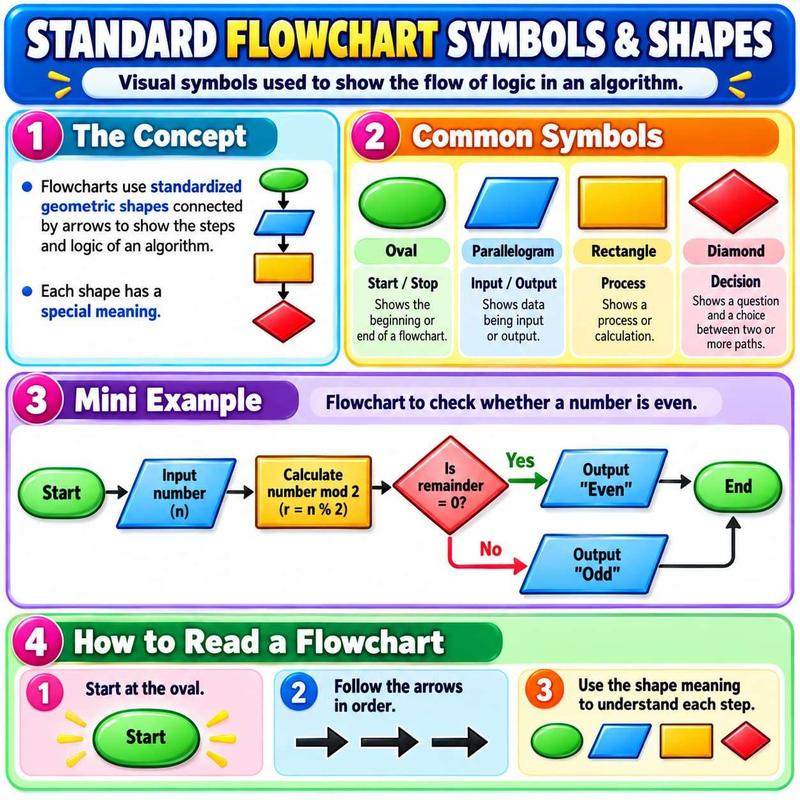 STANDARD FLOWCHART SYMBOLS & SHAPES
Visual symbols used to show the flow of logic in an algorithm.
1 The Concept
Flowcharts use standardized
geometric shapes connected
by arrows to show the steps
and logic of an algorithm.
Each shape has a
special meaning.
2 Common Symbols
Oval
Start / Stop
Shows the
beginning or
end of a flowchart.
Parallelogram
Input / Output
Shows data
being input
or output.
Rectangle
Process
Shows a
process or
calculation.
Diamond
Decision
Shows a question
and a choice
between two or
more paths.
3 Mini Example
Flowchart to check whether a number is even.
Start
Input
number
(n)
Calculate
number mod 2
(r = n % 2)
Is
remainder
= 0?
Yes
Output
"Even"
End
No
Output
"Odd"
4 How to Read a Flowchart
1 Start at the oval.
Start
2 Follow the arrows
in order.
3 Use the shape meaning
to understand each step.